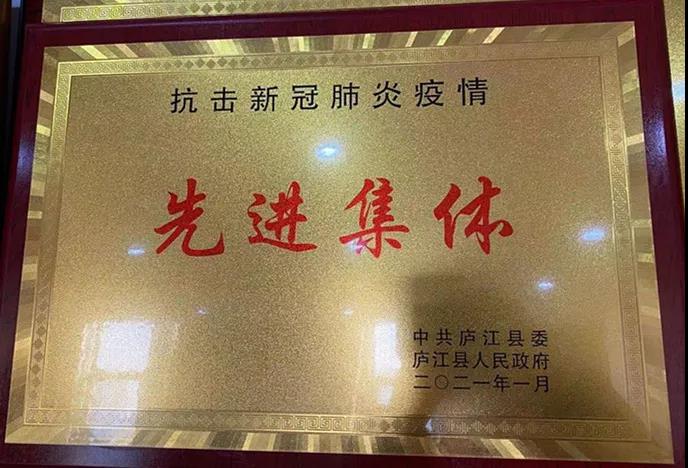 抗击新冠肺炎疫情
先进集体
中共庐江县委
庐江县人民政府
二〇二一年一月